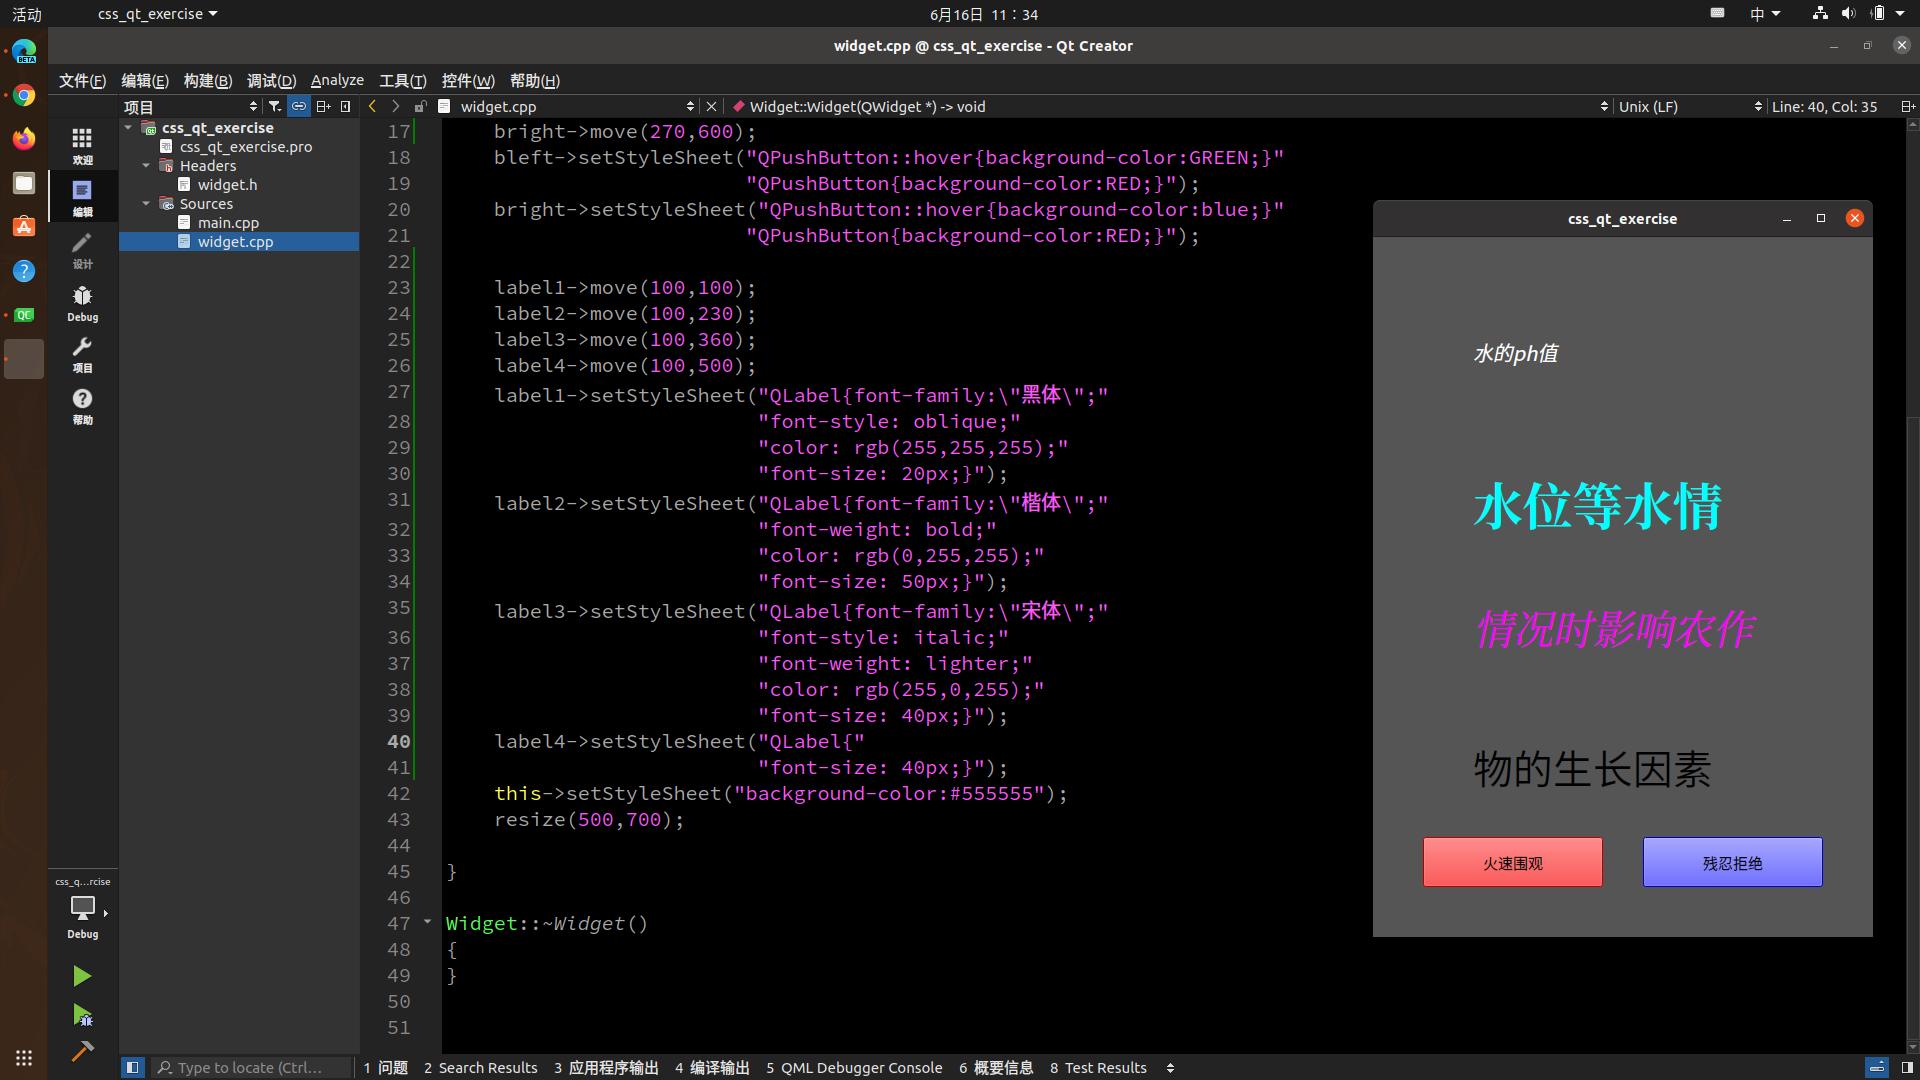 活动
css_qt_exercise
6月16日 11：34
中
widget.cpp @ css_qt_exercise - Qt Creator
文件(F) 编辑(E) 构建(B) 调试(D) Analyze 工具(T) 控件(W) 帮助(H)
项目
widget.cpp
Widget::Widget(QWidget *) -> void
Unix (LF)
Line: 40, Col: 35
BETA
QC
欢迎
编辑
设计
Debug
项目
帮助
css_q...rcise
Debug
css_qt_exercise
css_qt_exercise.pro
Headers
widget.h
Sources
main.cpp
widget.cpp
17 bright->move(270,600);
18 bleft->setStyleSheet("QPushButton::hover{background-color:GREEN;}"
19 "QPushButton{background-color:RED;}");
20 bright->setStyleSheet("QPushButton::hover{background-color:blue;}"
21 "QPushButton{background-color:RED;}");
22
23 label1->move(100,100);
24 label2->move(100,230);
25 label3->move(100,360);
26 label4->move(100,500);
27 label1->setStyleSheet("QLabel{font-family:\"黑体\";"
28 "font-style: oblique;"
29 "color: rgb(255,255,255);"
30 "font-size: 20px;}");
31 label2->setStyleSheet("QLabel{font-family:\"楷体\";"
32 "font-weight: bold;"
33 "color: rgb(0,255,255);"
34 "font-size: 50px;}");
35 label3->setStyleSheet("QLabel{font-family:\"宋体\";"
36 "font-style: italic;"
37 "font-weight: lighter;"
38 "color: rgb(255,0,255);"
39 "font-size: 40px;}");
40 label4->setStyleSheet("QLabel{"
41 "font-size: 40px;}");
42 this->setStyleSheet("background-color:#555555");
43 resize(500,700);
44
45 }
46
47 Widget::~Widget()
48 {
49 }
50
51
css_qt_exercise
水的ph值
水位等水情
情况时影响农作
物的生长因素
火速围观
残忍拒绝
Type to locate (Ctrl...
1 问题 2 Search Results 3 应用程序输出 4 编译输出 5 QML Debugger Console 6 概要信息 8 Test Results